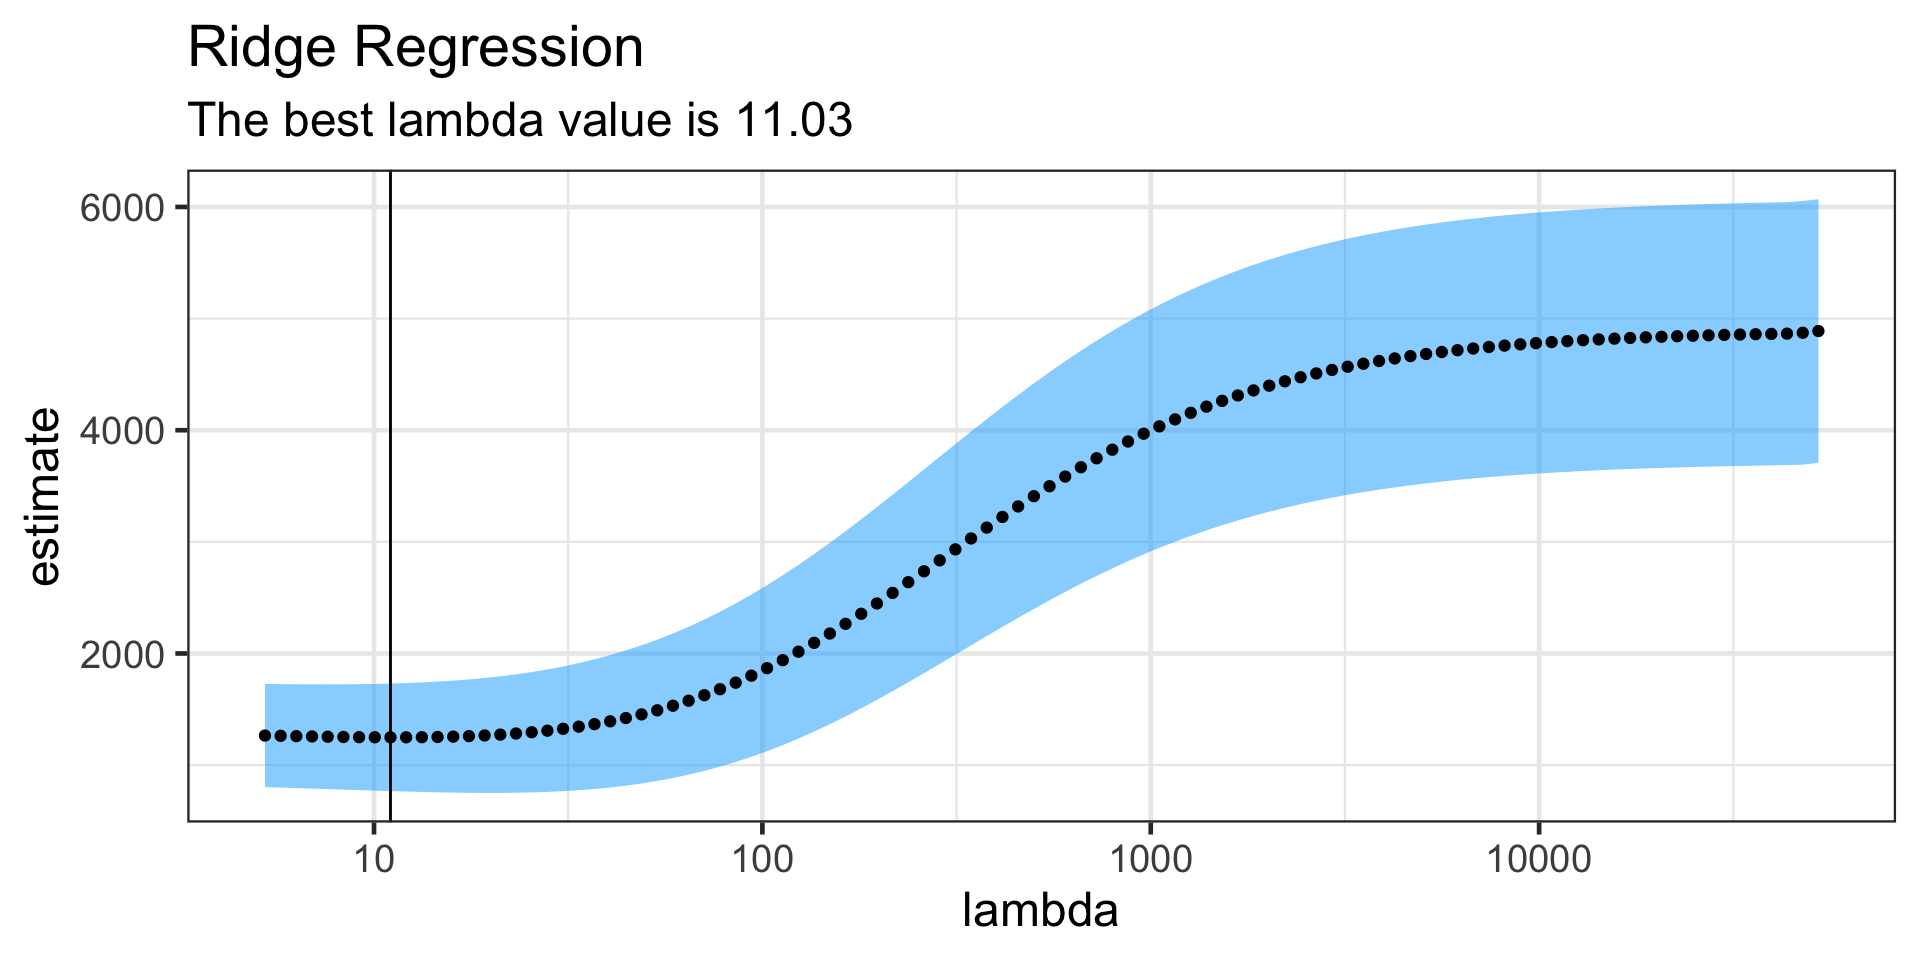 Ridge Regression
The best lambda value is 11.03
6000
4000
2000
estimate
10 100 1000 10000
lambda